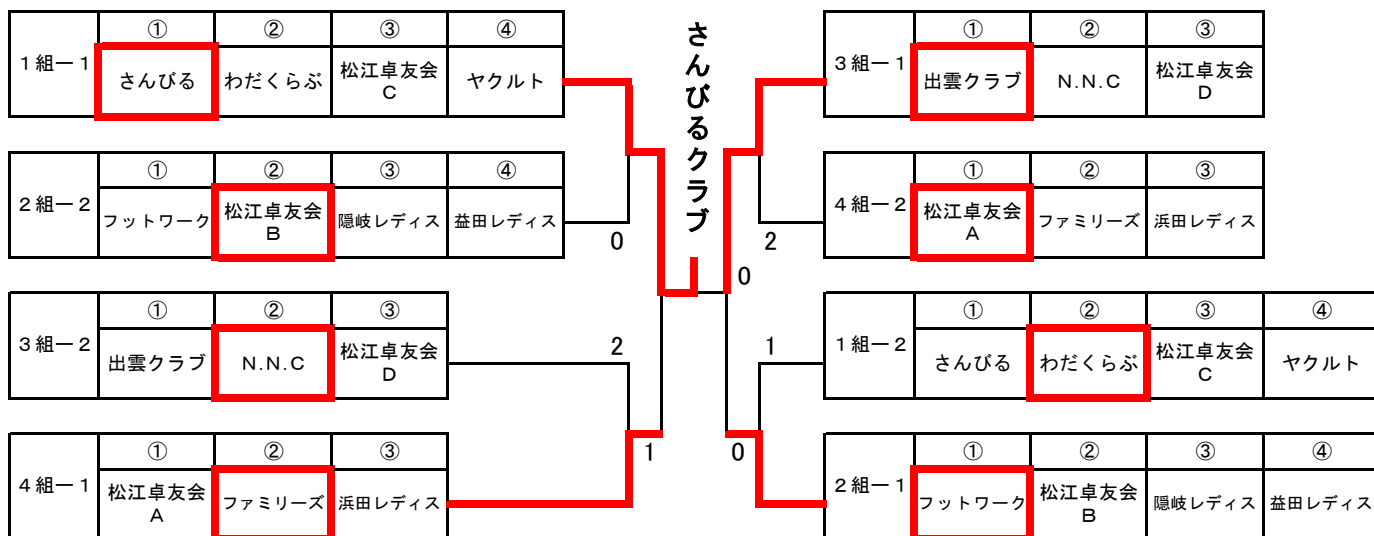 ① ② ③ ④
1組ー1 さんびる わだくらぶ 松江卓友会C ヤクルト
① ② ③ ④
2組ー2 フットワーク 松江卓友会B 隠岐レディス 益田レディス
0
① ② ③
3組ー2 出雲クラブ N.N.C 松江卓友会D
2
① ② ③
4組ー1 松江卓友会A ファミリーズ 浜田レディス
1
さんびるクラブ
① ② ③
3組ー1 出雲クラブ N.N.C 松江卓友会D
① ② ③
4組ー2 松江卓友会A ファミリーズ 浜田レディス
2
0
① ② ③ ④
1組ー2 さんびる わだくらぶ 松江卓友会C ヤクルト
1
① ② ③ ④
2組ー1 フットワーク 松江卓友会B 隠岐レディス 益田レディス
0